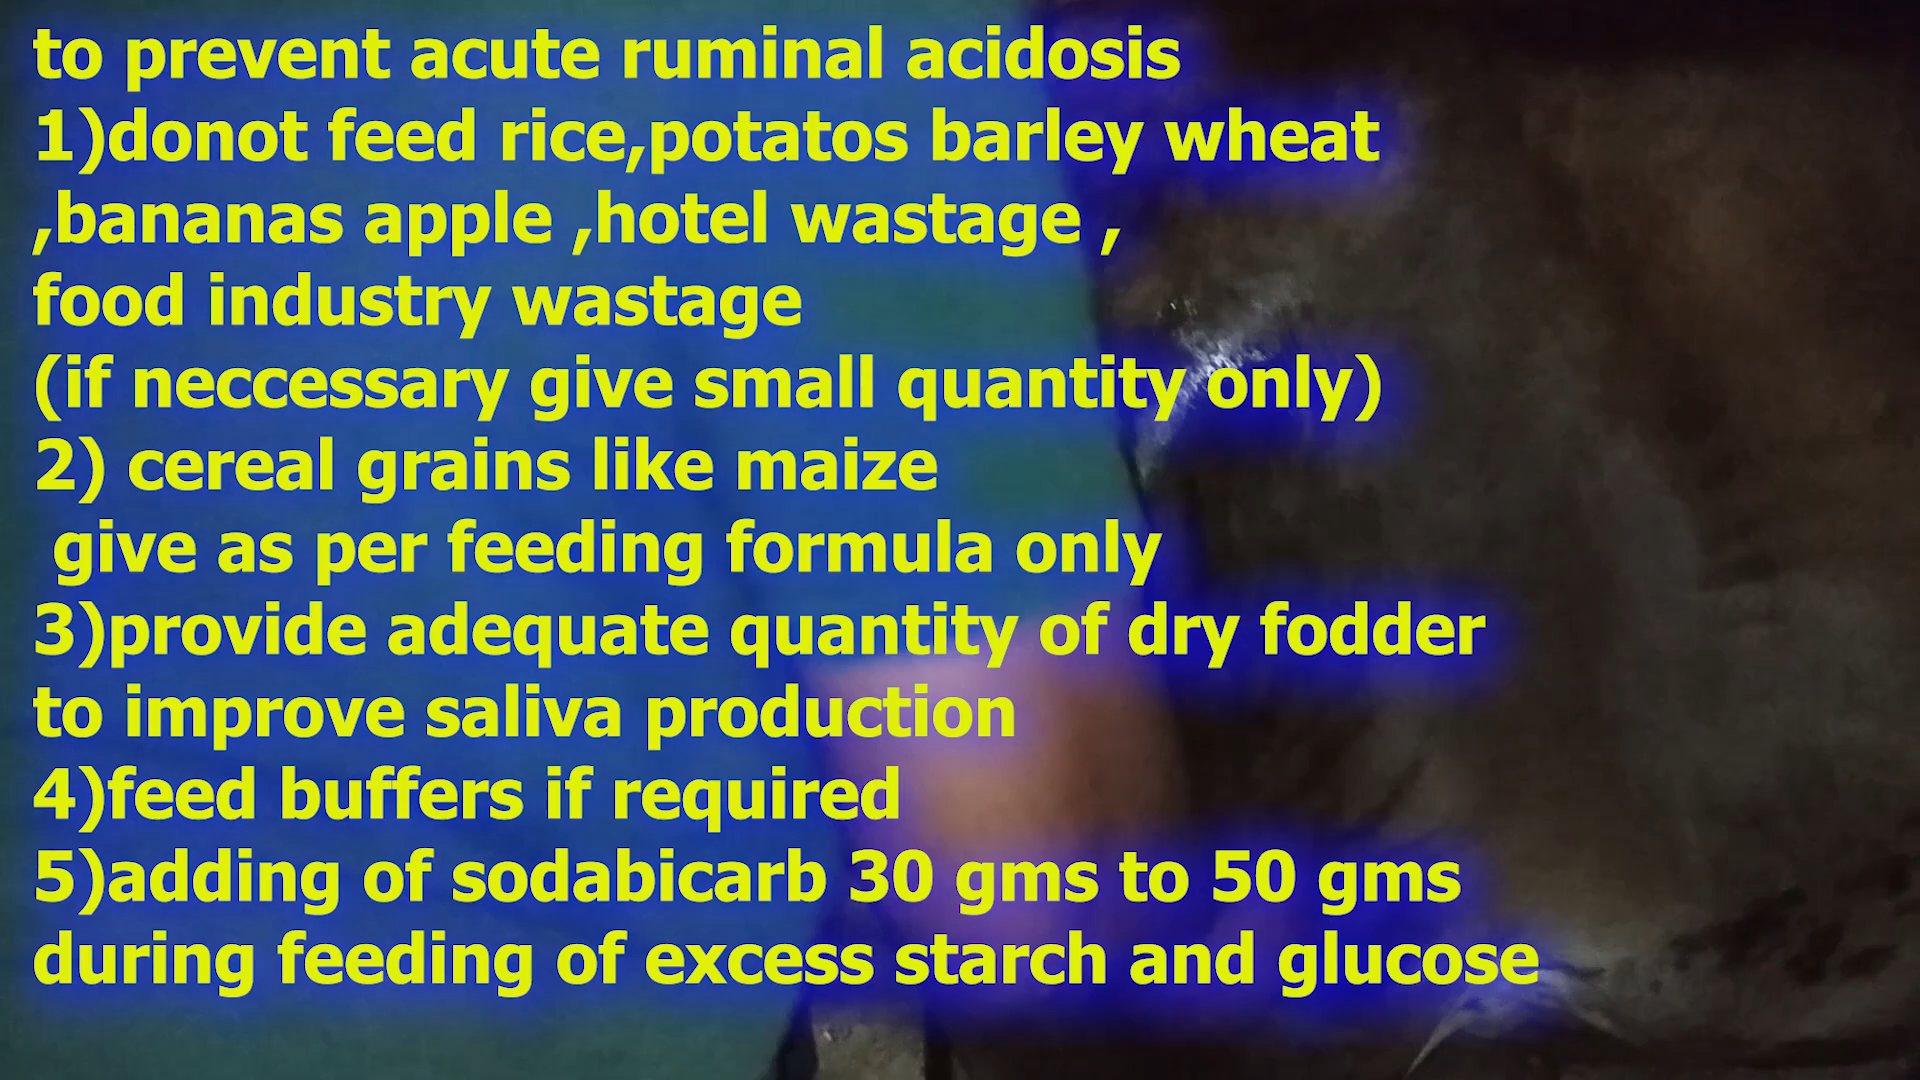 to prevent acute ruminal acidosis
1)donot feed rice,potatos barley wheat
,bananas apple ,hotel wastage ,
food industry wastage
(if neccessary give small quantity only)
2) cereal grains like maize
give as per feeding formula only
3)provide adequate quantity of dry fodder
to improve saliva production
4)feed buffers if required
5)adding of sodabicarb 30 gms to 50 gms
during feeding of excess starch and glucose